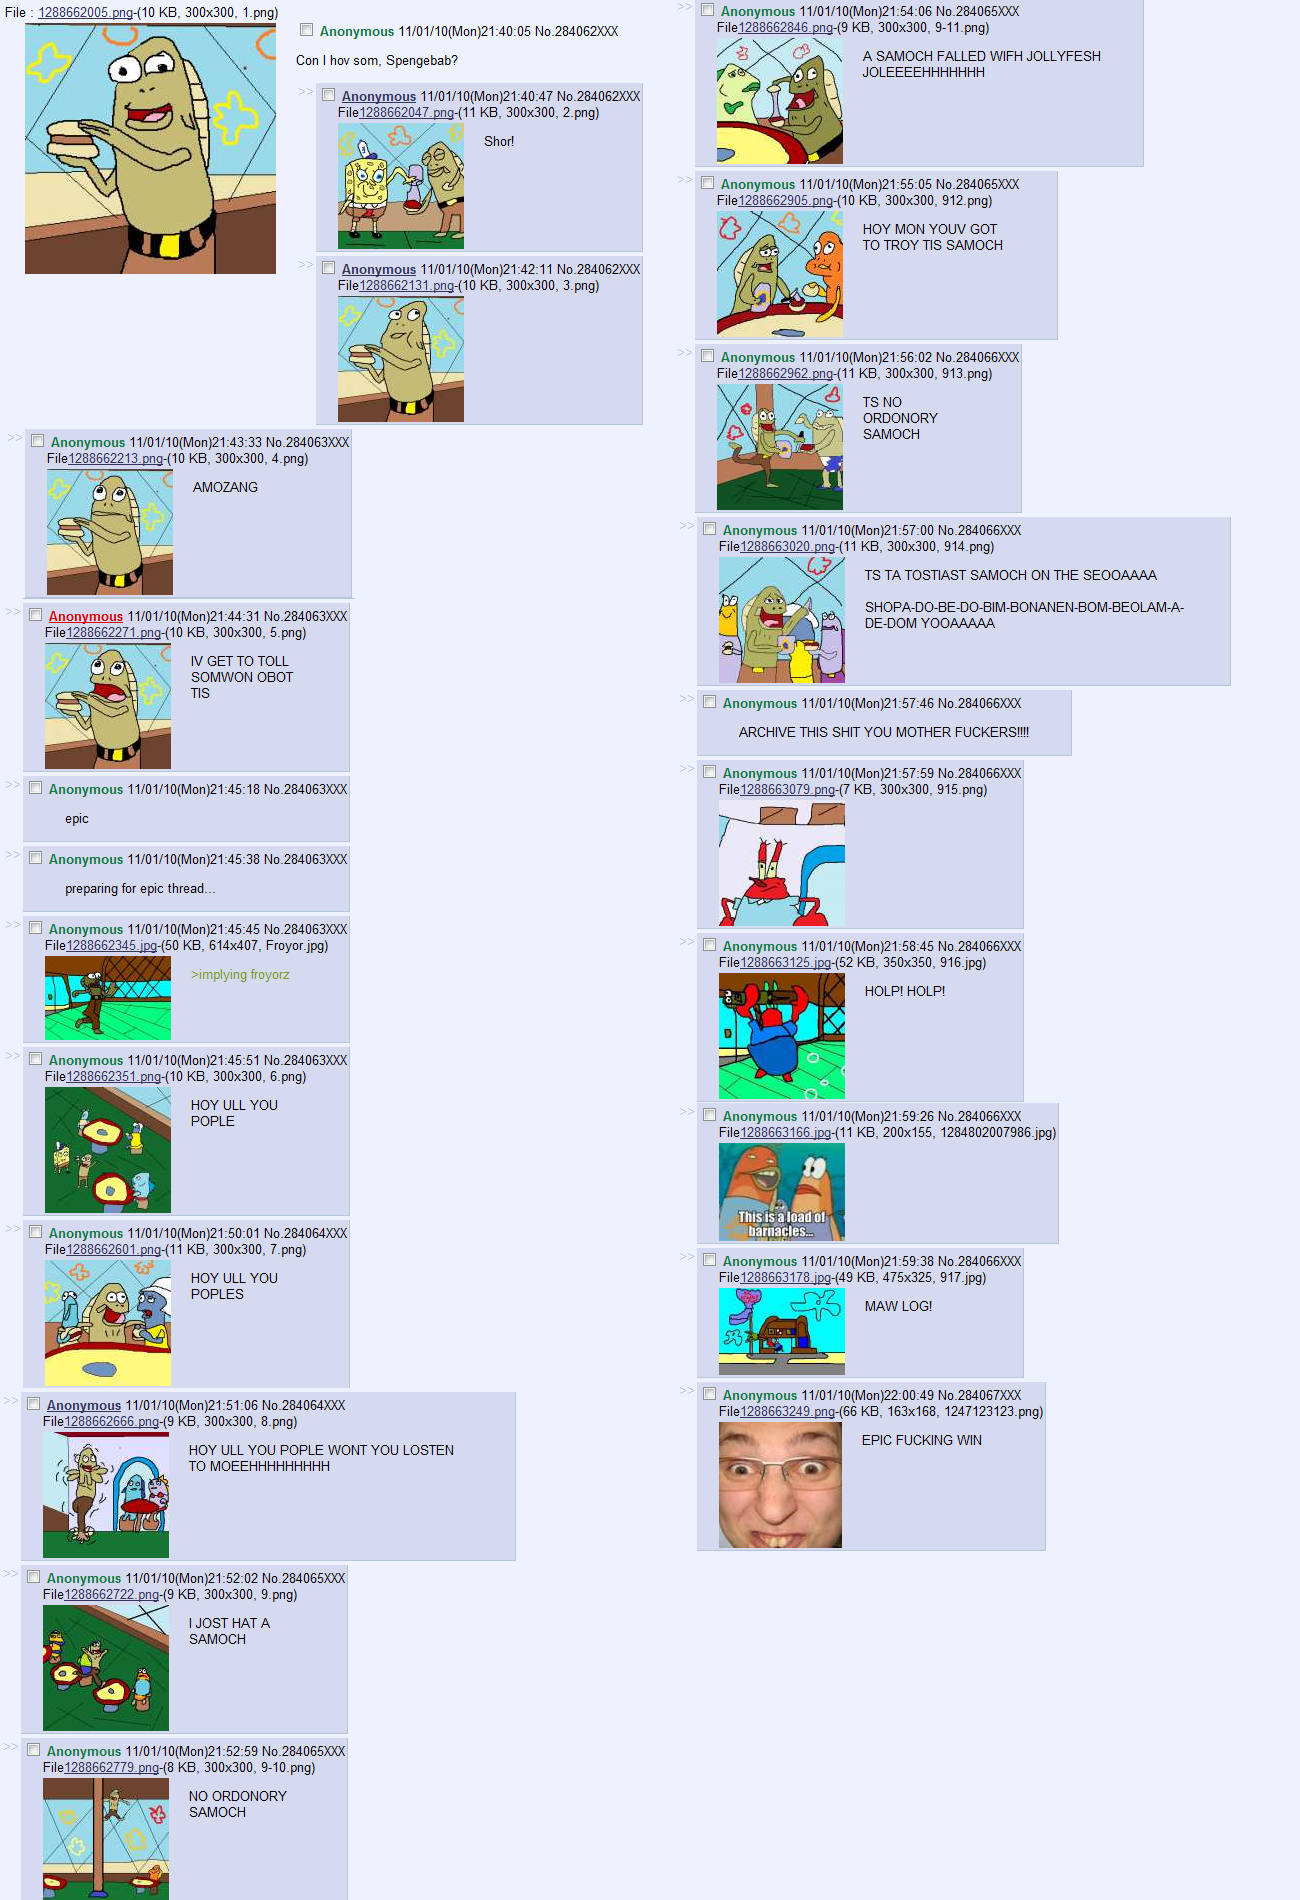 File : 1288662005.png-(10 KB, 300x300, 1.png)
Anonymous 11/01/10(Mon)21:40:05 No.284062XXX
Con I hov som, Spengebab?
>> Anonymous 11/01/10(Mon)21:40:47 No.284062XXX
File1288662047.png-(11 KB, 300x300, 2.png)
Shor!
>> Anonymous 11/01/10(Mon)21:42:11 No.284062XXX
File1288662131.png-(10 KB, 300x300, 3.png)
>> Anonymous 11/01/10(Mon)21:43:33 No.284063XXX
File1288662213.png-(10 KB, 300x300, 4.png)
AMOZANG
>> Anonymous 11/01/10(Mon)21:44:31 No.284063XXX
File1288662271.png-(10 KB, 300x300, 5.png)
IV GET TO TOLL
SOMWON OBOT
TIS
>> Anonymous 11/01/10(Mon)21:45:18 No.284063XXX
epic
>> Anonymous 11/01/10(Mon)21:45:38 No.284063XXX
preparing for epic thread...
>> Anonymous 11/01/10(Mon)21:45:45 No.284063XXX
File1288662345.jpg-(50 KB, 614x407, Froyor.jpg)
>implying froyorz
>> Anonymous 11/01/10(Mon)21:45:51 No.284063XXX
File1288662351.png-(10 KB, 300x300, 6.png)
HOY ULL YOU
POPLE
>> Anonymous 11/01/10(Mon)21:50:01 No.284064XXX
File1288662601.png-(11 KB, 300x300, 7.png)
HOY ULL YOU
POPLES
>> Anonymous 11/01/10(Mon)21:51:06 No.284064XXX
File1288662666.png-(9 KB, 300x300, 8.png)
HOY ULL YOU POPLE WONT YOU LOSTEN
TO MOEEHHHHHHHHH
>> Anonymous 11/01/10(Mon)21:52:02 No.284065XXX
File1288662722.png-(9 KB, 300x300, 9.png)
I JOST HAT A
SAMOCH
>> Anonymous 11/01/10(Mon)21:52:59 No.284065XXX
File1288662779.png-(8 KB, 300x300, 9-10.png)
NO ORDONORY
SAMOCH
>> Anonymous 11/01/10(Mon)21:54:06 No.284065XXX
File1288662846.png-(9 KB, 300x300, 9-11.png)
A SAMOCH FALLED WIFH JOLLYFESH
JOLEEEEHHHHHHH
>> Anonymous 11/01/10(Mon)21:55:05 No.284065XXX
File1288662905.png-(10 KB, 300x300, 912.png)
HOY MON YOUV GOT
TO TROY TIS SAMOCH
>> Anonymous 11/01/10(Mon)21:56:02 No.284066XXX
File1288662962.png-(11 KB, 300x300, 913.png)
TS NO
ORDONORY
SAMOCH
>> Anonymous 11/01/10(Mon)21:57:00 No.284066XXX
File1288663020.png-(11 KB, 300x300, 914.png)
TS TA TOSTIAST SAMOCH ON THE SEOOAAAA
SHOPA-DO-BE-DO-BIM-BONANEN-BOM-BEOLAM-A-
DE-DOM YOOAAAAA
>> Anonymous 11/01/10(Mon)21:57:46 No.284066XXX
ARCHIVE THIS SHIT YOU MOTHER FUCKERS!!!!
>> Anonymous 11/01/10(Mon)21:57:59 No.284066XXX
File1288663079.png-(7 KB, 300x300, 915.png)
>> Anonymous 11/01/10(Mon)21:58:45 No.284066XXX
File1288663125.jpg-(52 KB, 350x350, 916.jpg)
HOLP! HOLP!
>> Anonymous 11/01/10(Mon)21:59:26 No.284066XXX
File1288663166.jpg-(11 KB, 200x155, 1284802007986.jpg)
This is a load of
barnacles...
>> Anonymous 11/01/10(Mon)21:59:38 No.284066XXX
File1288663178.jpg-(49 KB, 475x325, 917.jpg)
MAW LOG!
>> Anonymous 11/01/10(Mon)22:00:49 No.284067XXX
File1288663249.png-(66 KB, 163x168, 1247123123.png)
EPIC FUCKING WIN